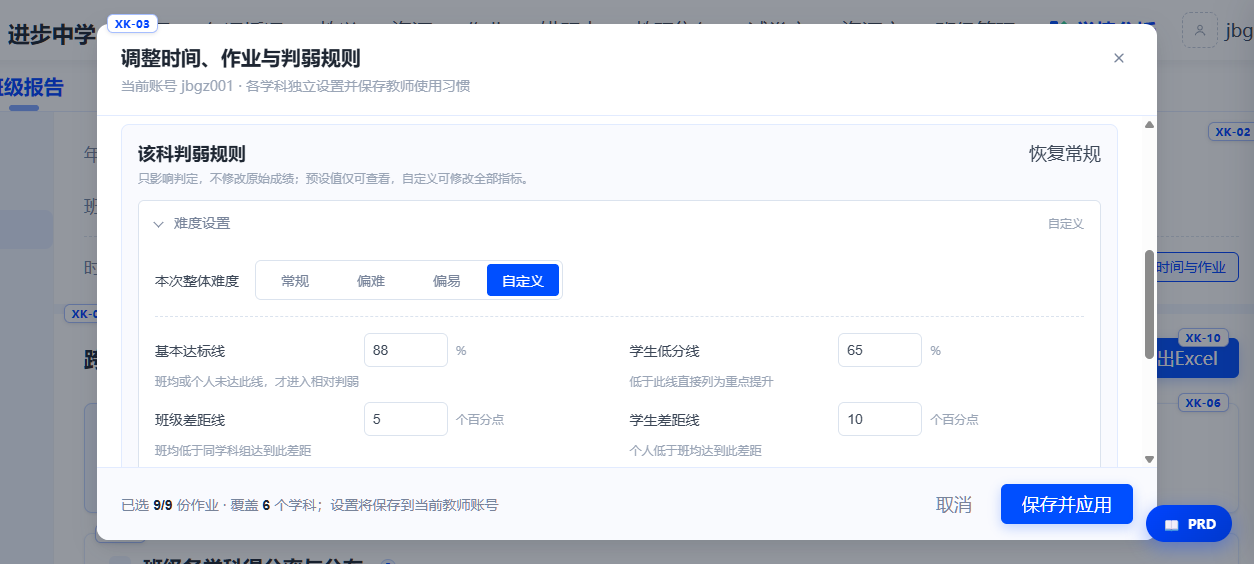 XK-03
进步中学
jbg
调整时间、作业与判弱规则
当前账号 jbgz001 · 各学科独立设置并保存教师使用习惯
级报告
XK-02
该科判弱规则
恢复常规
只影响判定，不修改原始成绩；预设值仅可查看，自定义可修改全部指标。
难度设置
自定义
本次整体难度
常规
偏难
偏易
自定义
时间与作业
基本达标线
88
%
学生低分线
65
%
XK-10
出Excel
班均或个人未达此线，才进入相对判弱
低于此线直接列为重点提升
XK-06
班级差距线
5
个百分点
学生差距线
10
个百分点
班均低于同学科组达到此差距
个人低于班均达到此差距
已选 9/9 份作业 · 覆盖 6 个学科；设置将保存到当前教师账号
取消
保存并应用
PRD